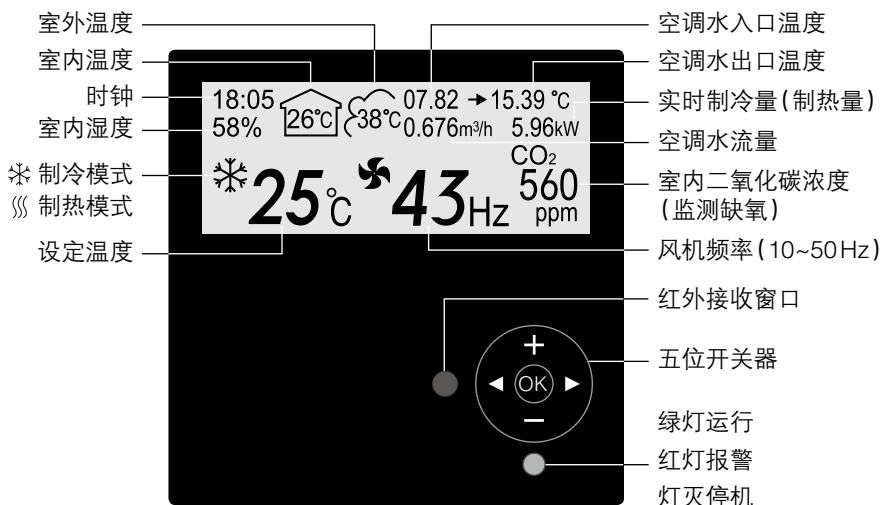 室外温度
室内温度
时钟
室内湿度
制冷模式
制热模式
设定温度
18:05 26℃ 38℃ 07.82 → 15.39 ℃
58% 0.676m³/h 5.96kW
CO₂
25℃ 43Hz 560
ppm
空调水入口温度
空调水出口温度
实时制冷量(制热量)
空调水流量
室内二氧化碳浓度
(监测缺氧)
风机频率(10~50Hz)
红外接收窗口
五位开关器
+
◀ OK ▶
−
绿灯运行
红灯报警
灯灭停机